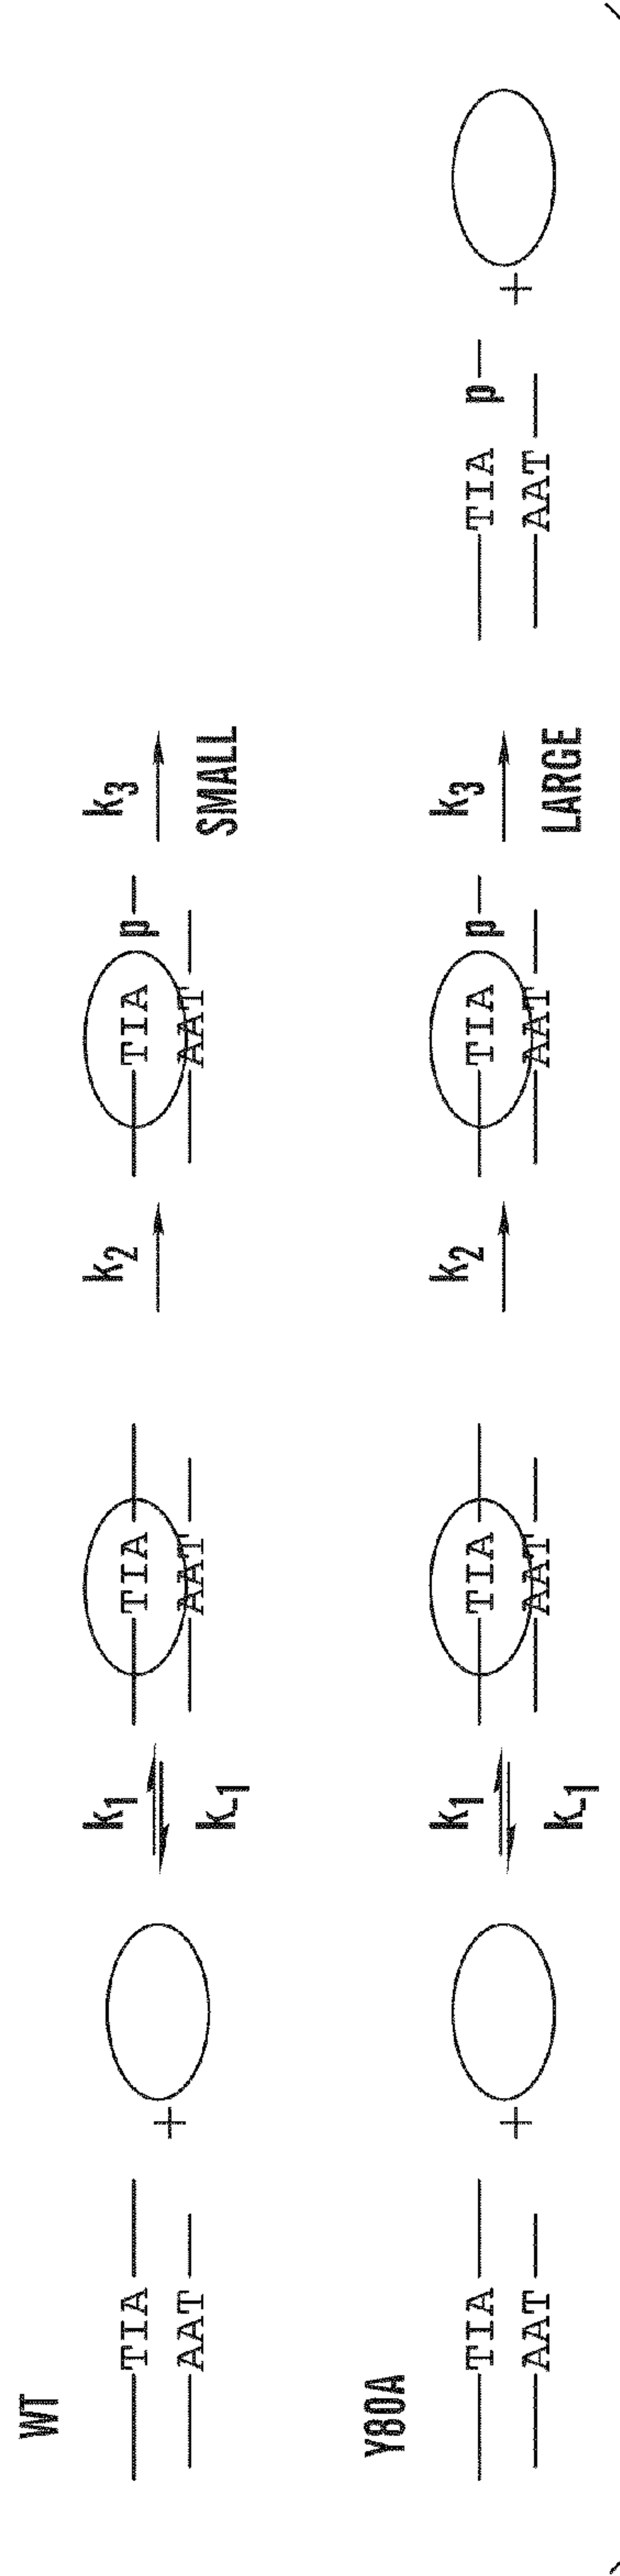 WT
k1 k2 k3
TIA + TIA TIA p
AAT AAT AAT
k-1 SMALL
Y80A
k1 k2 k3
TIA + TIA TIA p TIA p +
AAT AAT AAT AAT
k-1 LARGE